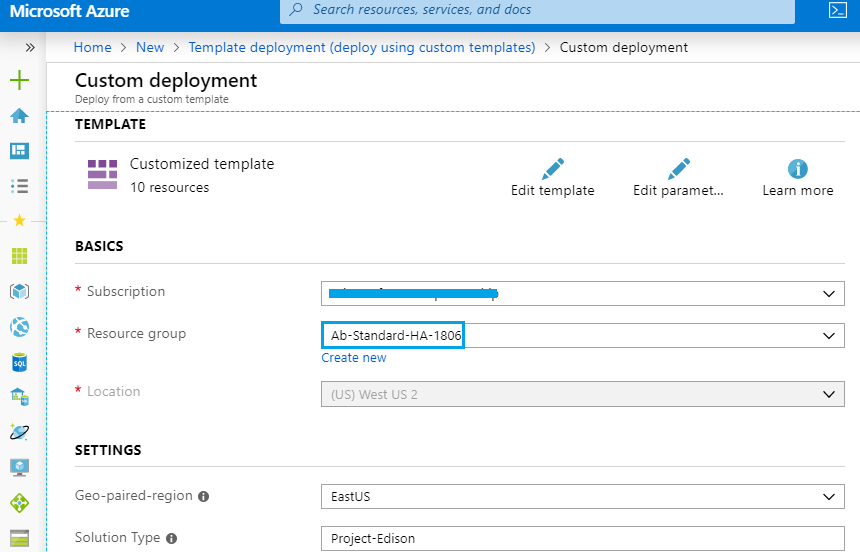 Microsoft Azure
Search resources, services, and docs
Home > New > Template deployment (deploy using custom templates) > Custom deployment
Custom deployment
Deploy from a custom template
TEMPLATE
Customized template
10 resources
Edit template
Edit paramet...
Learn more
BASICS
* Subscription
* Resource group
Ab-Standard-HA-1806
Create new
* Location
(US) West US 2
SETTINGS
Geo-paired-region
EastUS
Solution Type
Project-Edison